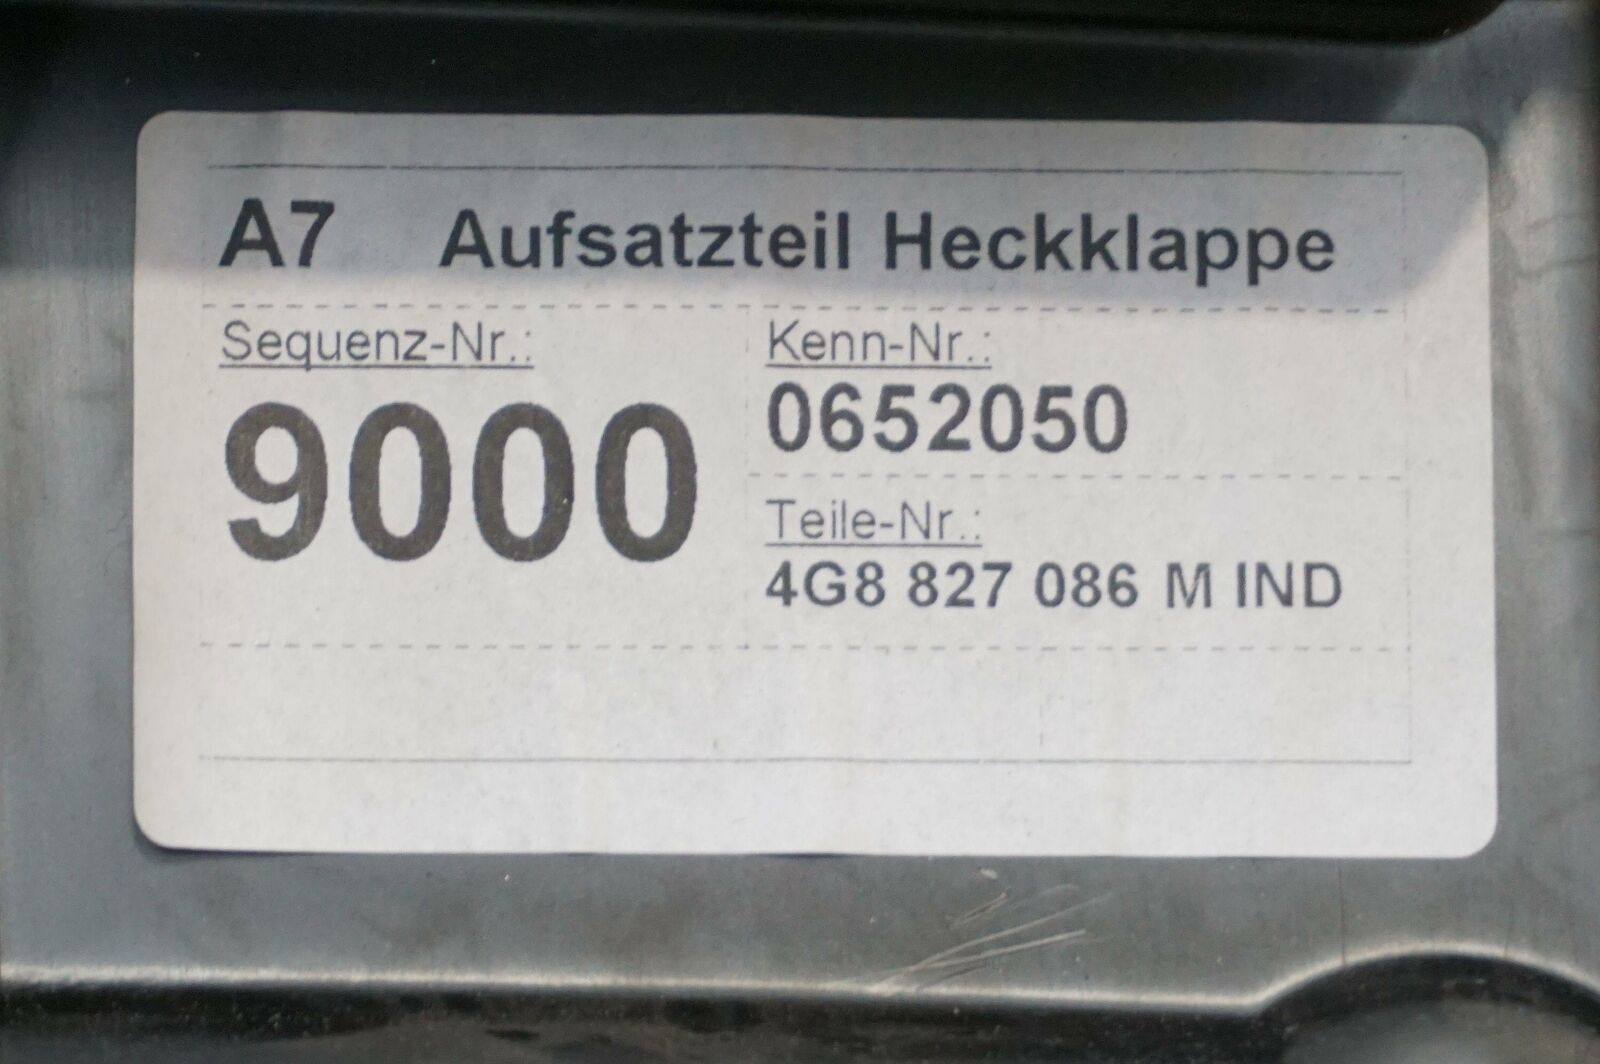 A7 Aufsatzteil Heckklappe
Sequenz-Nr.:
9000
Kenn-Nr.:
0652050
Teile-Nr.:
4G8 827 086 M IND